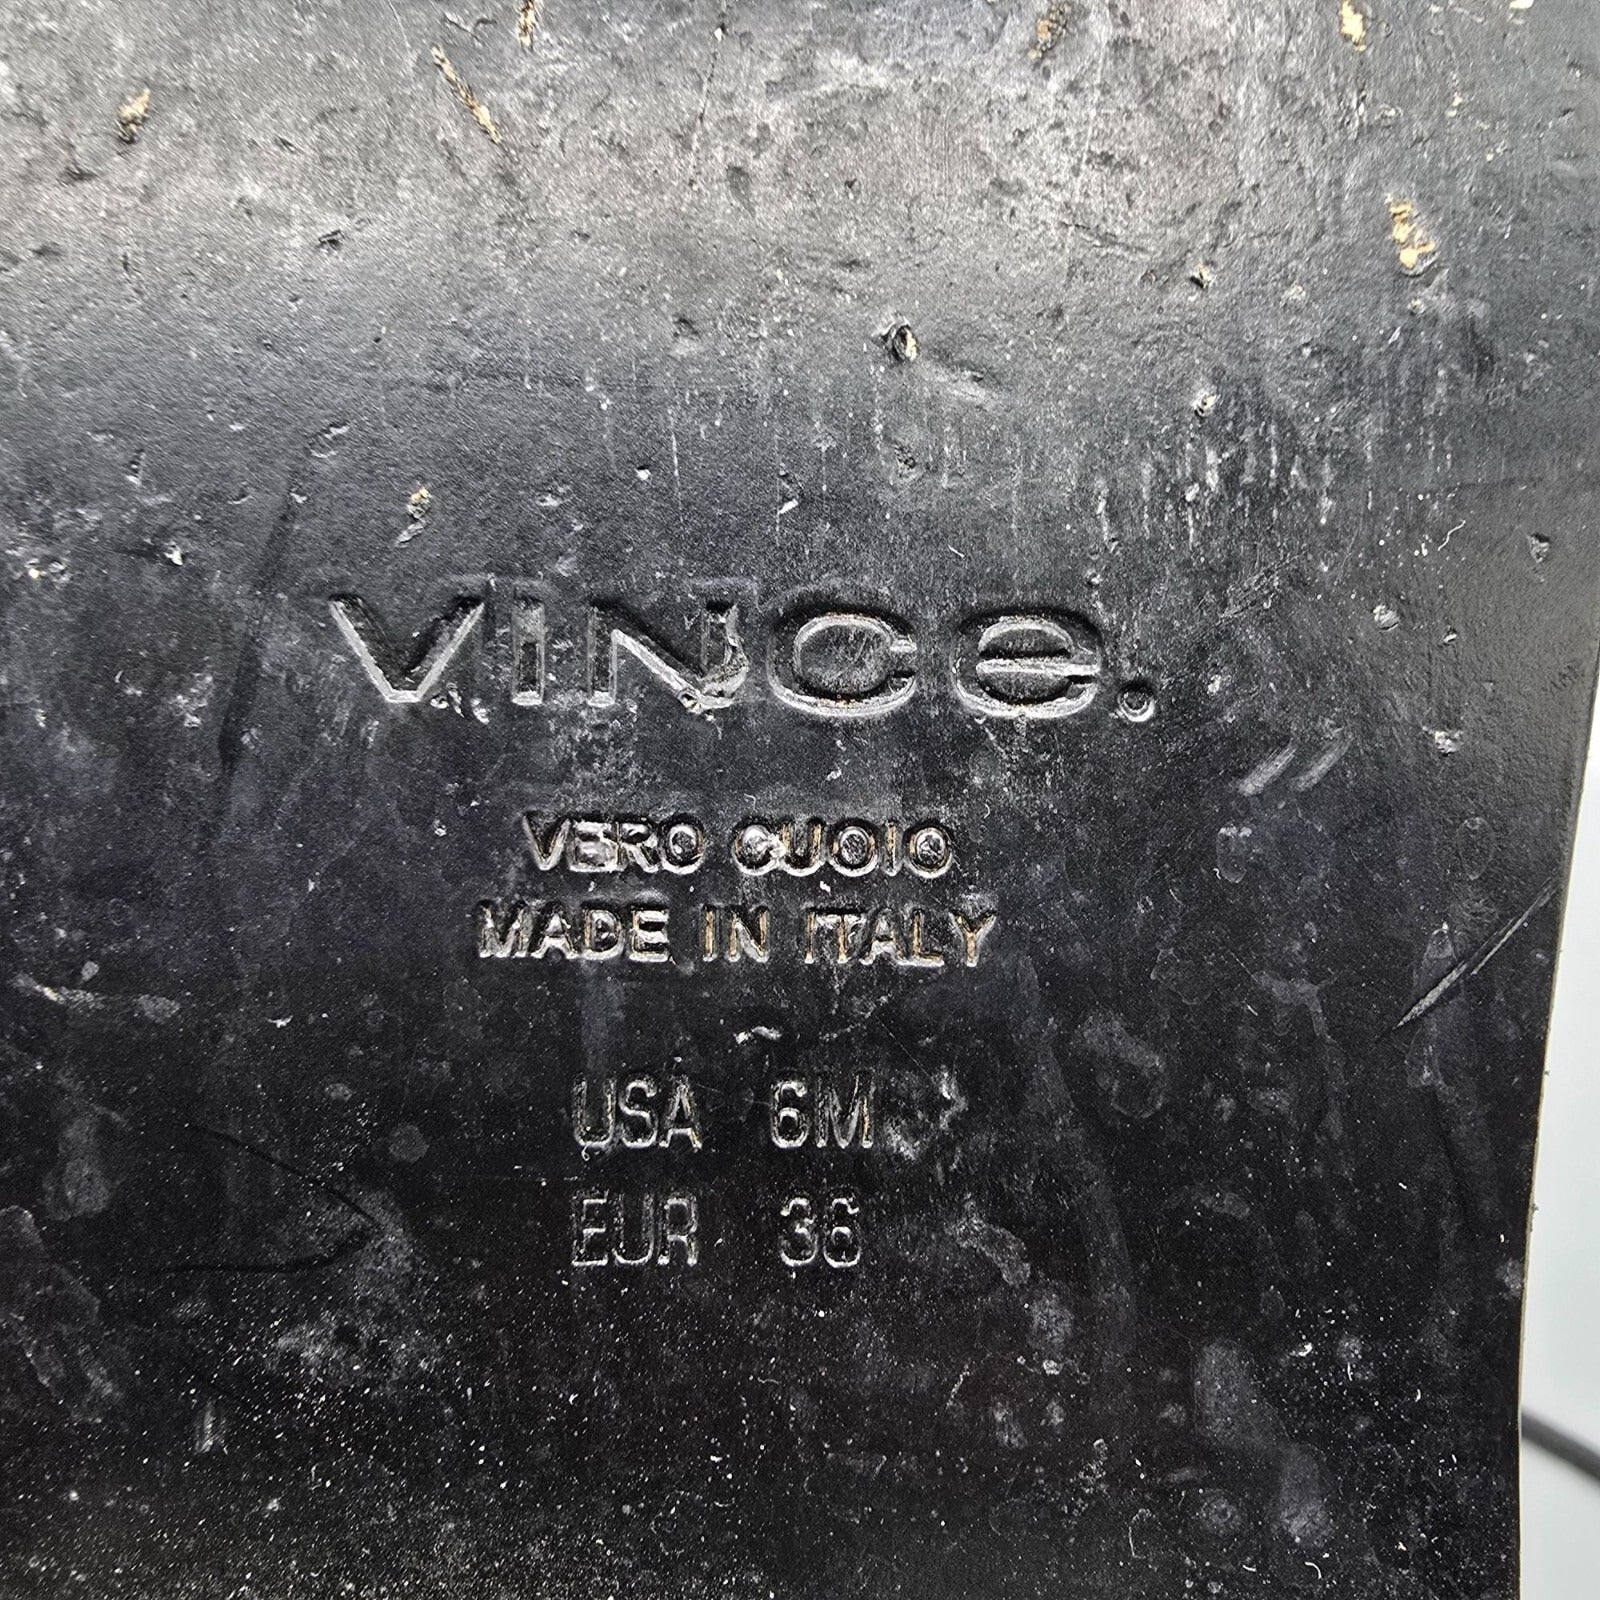 VINCe.
VERO CUOIO
MADE IN ITALY
USA 6M
EUR 36